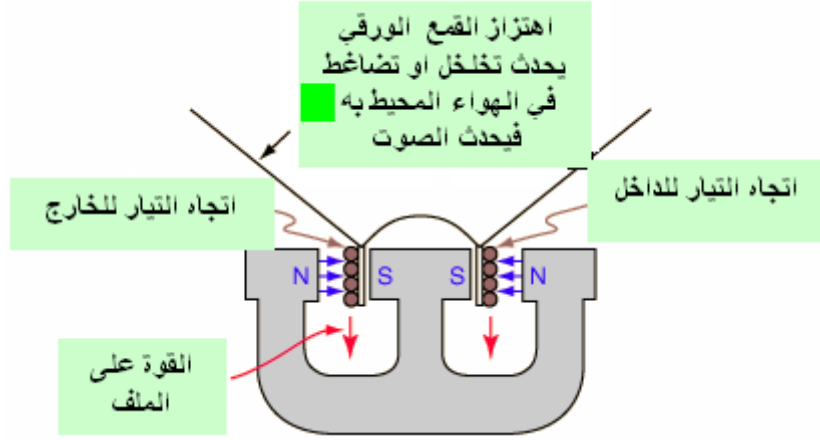 اهتزاز القمع الورقي
يحدث تخلخل او تضاغط
في الهواء المحيط به
فيحدث الصوت
اتجاه التيار للداخل
اتجاه التيار للخارج
N S S N
القوة على
الملف